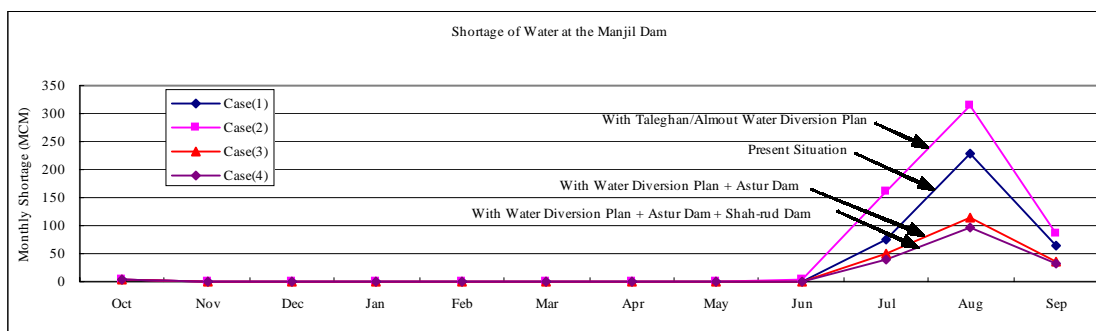 Shortage of Water at the Manjil Dam
Monthly Shortage (MCM)
350
300
250
200
150
100
50
0
Case(1)
Case(2)
Case(3)
Case(4)
With Taleghan/Almout Water Diversion Plan
Present Situation
With Water Diversion Plan + Astur Dam
With Water Diversion Plan + Astur Dam + Shah-rud Dam
Oct Nov Dec Jan Feb Mar Apr May Jun Jul Aug Sep